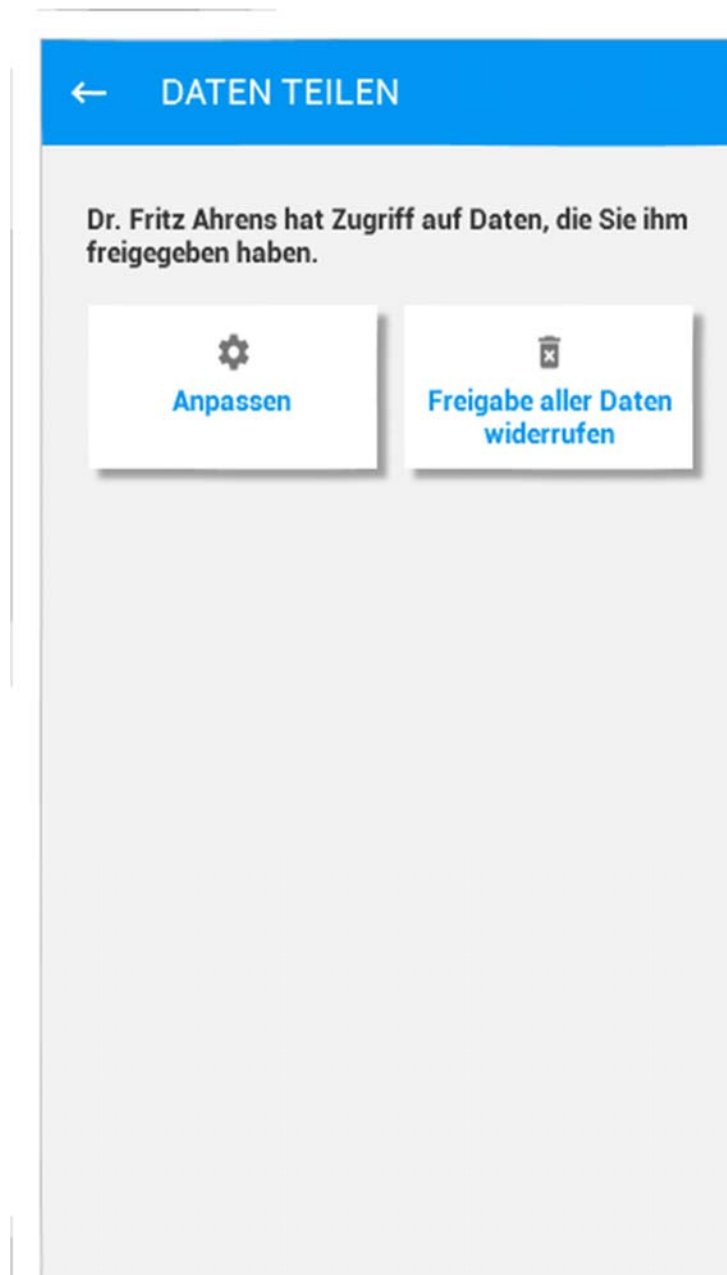 DATEN TEILEN
Dr. Fritz Ahrens hat Zugriff auf Daten, die Sie ihm
freigegeben haben.
Anpassen
Freigabe aller Daten
widerrufen